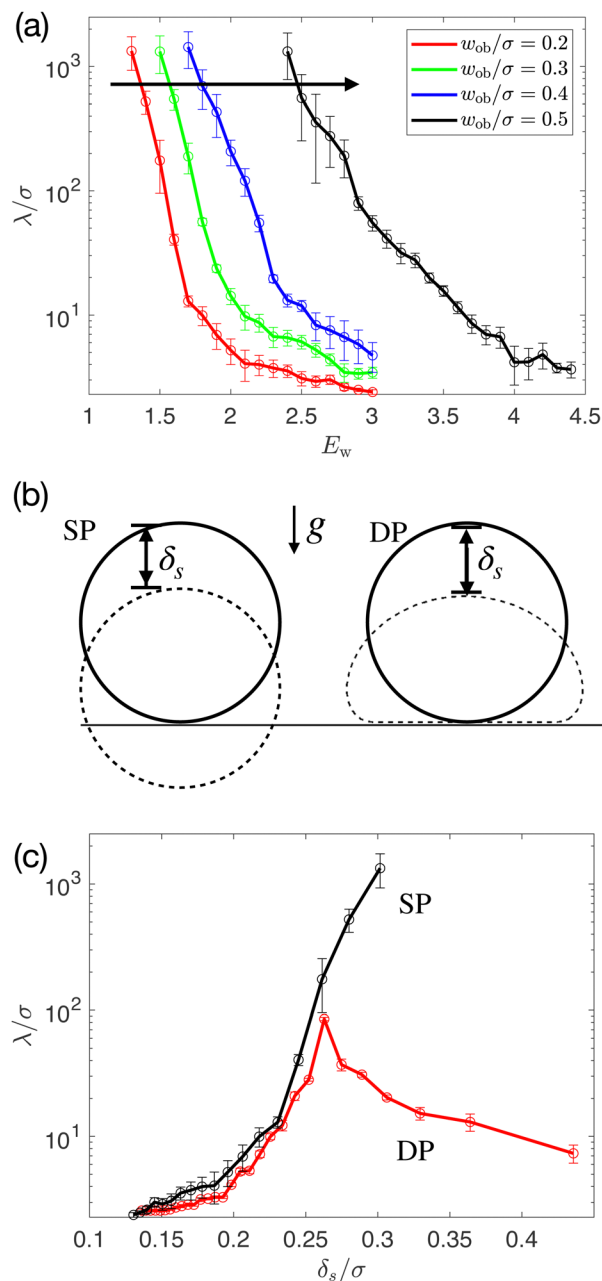 (a)
10³
10²
10¹
λ/σ
w_ob/σ = 0.2
w_ob/σ = 0.3
w_ob/σ = 0.4
w_ob/σ = 0.5
1 1.5 2 2.5 3 3.5 4 4.5
E_w
(b)
SP δ_s g DP δ_s
(c)
10³
10²
10¹
λ/σ
SP
DP
0.1 0.15 0.2 0.25 0.3 0.35 0.4
δ_s/σ